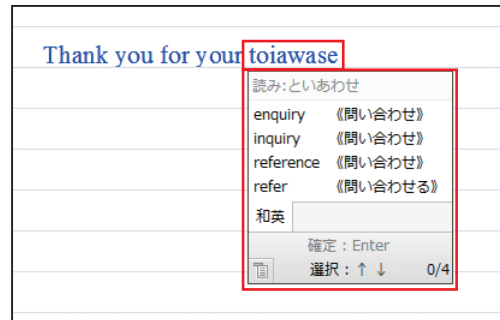 Thank you for your toiawase
読み:といあわせ
enquiry 《問い合わせ》
inquiry 《問い合わせ》
reference 《問い合わせ》
refer 《問い合わせる》
和英
確定：Enter
選択：↑ ↓ 0/4